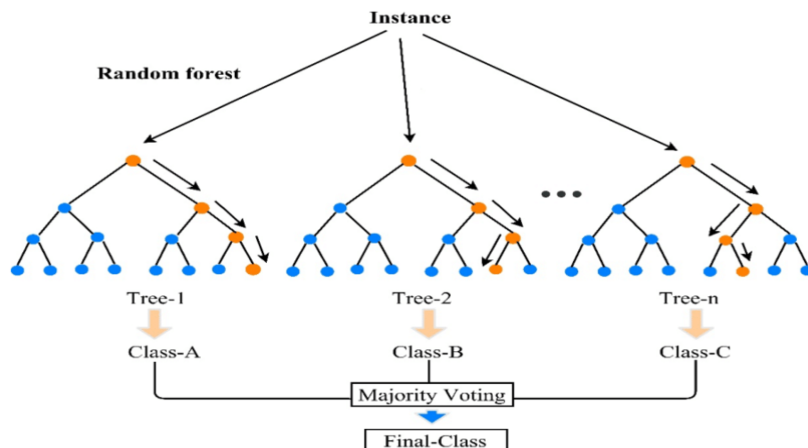 Instance
Random forest
Tree-1 Tree-2 Tree-n
Class-A Class-B Class-C
Majority Voting
Final-Class